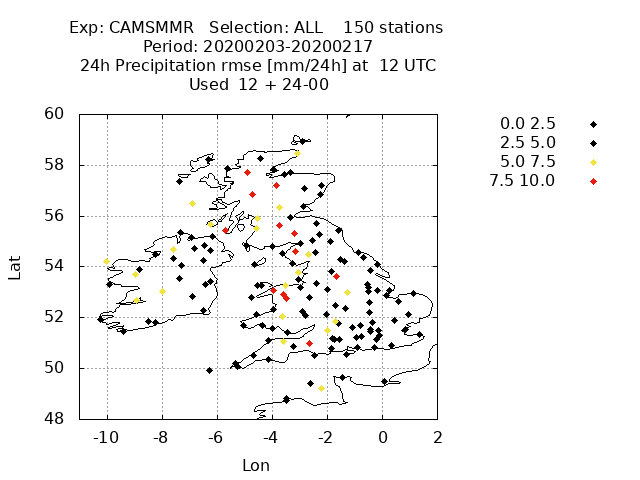 Exp: CAMSMMR Selection: ALL 150 stations
Period: 20200203-20200217
24h Precipitation rmse [mm/24h] at 12 UTC
Used 12 + 24-00
0.0 2.5
2.5 5.0
5.0 7.5
7.5 10.0
60
58
56
54
52
50
48
Lat
-10 -8 -6 -4 -2 0 2
Lon